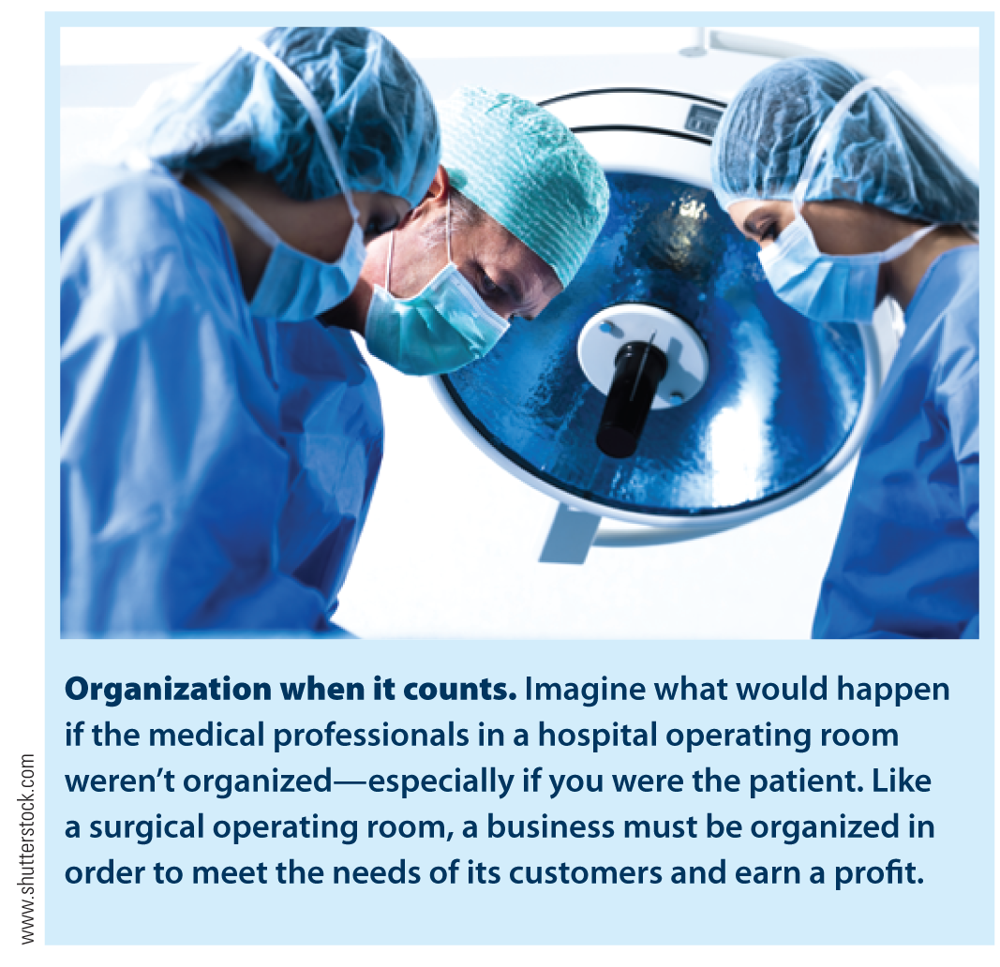 Organization when it counts. Imagine what would happen
if the medical professionals in a hospital operating room
weren’t organized—especially if you were the patient. Like
a surgical operating room, a business must be organized in
order to meet the needs of its customers and earn a profit.
www.shutterstock.com